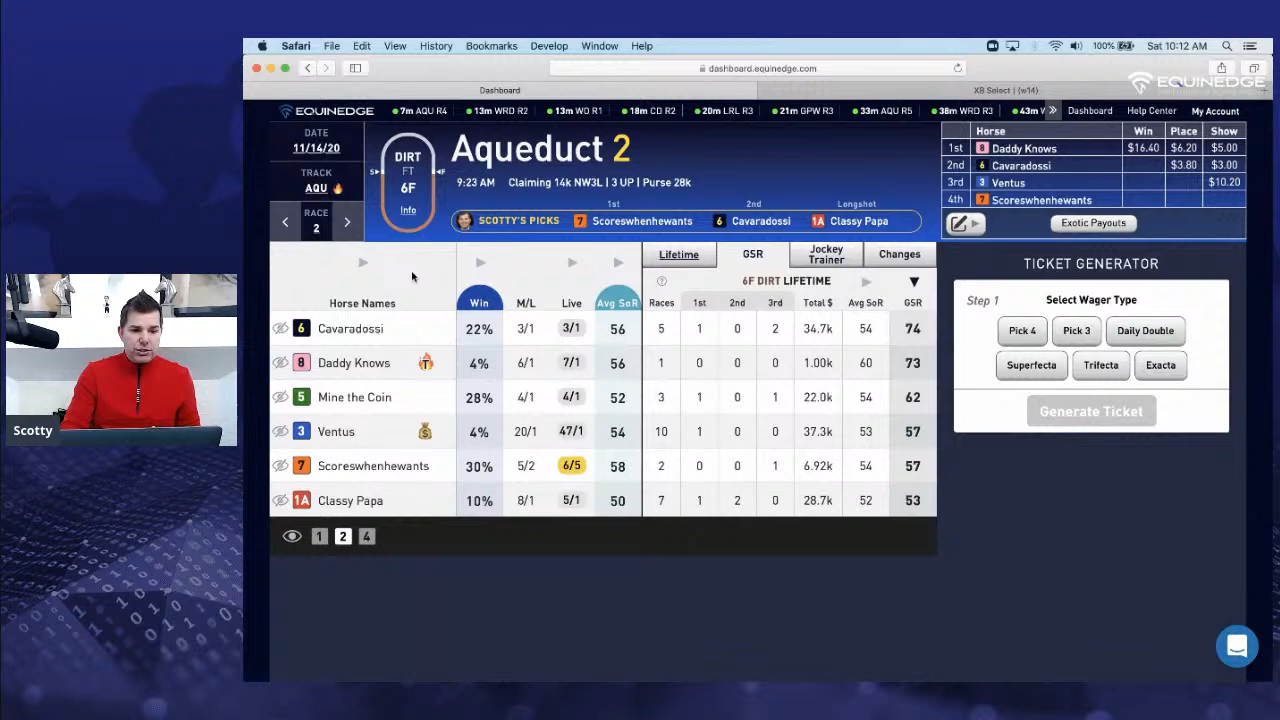 Safari File Edit View History Bookmarks Develop Window Help 100% Sat 10:12 AM
dashboard.equinedge.com
EQUINEDGE
Dashboard XB Select | (w14)
EQUINEDGE 7m AQU R4 13m WRD R2 13m WO R1 18m CD R2 20m LRL R3 21m GPW R3 33m AQU R5 38m WRD R3 43m Dashboard Help Center My Account
DATE
11/14/20
TRACK
AQU
RACE
2
DIRT
FT
S F
6F
Info
Aqueduct 2
9:23 AM Claiming 14k NW3L | 3 UP | Purse 28k
1st 2nd Longshot
SCOTTY'S PICKS 7 Scoreswhenhewants 6 Cavaradossi 1A Classy Papa
Horse Win Place Show
1st 8 Daddy Knows $16.40 $6.20 $5.00
2nd 6 Cavaradossi $3.80 $3.00
3rd 3 Ventus $10.20
4th 7 Scoreswhenhewants
Exotic Payouts
Lifetime GSR Jockey Trainer Changes
6F DIRT LIFETIME
Horse Names Win M/L Live Avg SoR Races 1st 2nd 3rd Total $ Avg SoR GSR
6 Cavaradossi 22% 3/1 3/1 56 5 1 0 2 34.7k 54 74
8 Daddy Knows T 4% 6/1 7/1 56 1 0 0 0 1.00k 60 73
5 Mine the Coin 28% 4/1 4/1 52 3 1 0 1 22.0k 54 62
3 Ventus 4% 20/1 47/1 54 10 1 0 0 37.3k 53 57
7 Scoreswhenhewants 30% 5/2 6/5 58 2 0 0 1 6.92k 54 57
1A Classy Papa 10% 8/1 5/1 50 7 1 2 0 28.7k 52 53
1 2 4
TICKET GENERATOR
Step 1 Select Wager Type
Pick 4 Pick 3 Daily Double
Superfecta Trifecta Exacta
Generate Ticket
Scotty